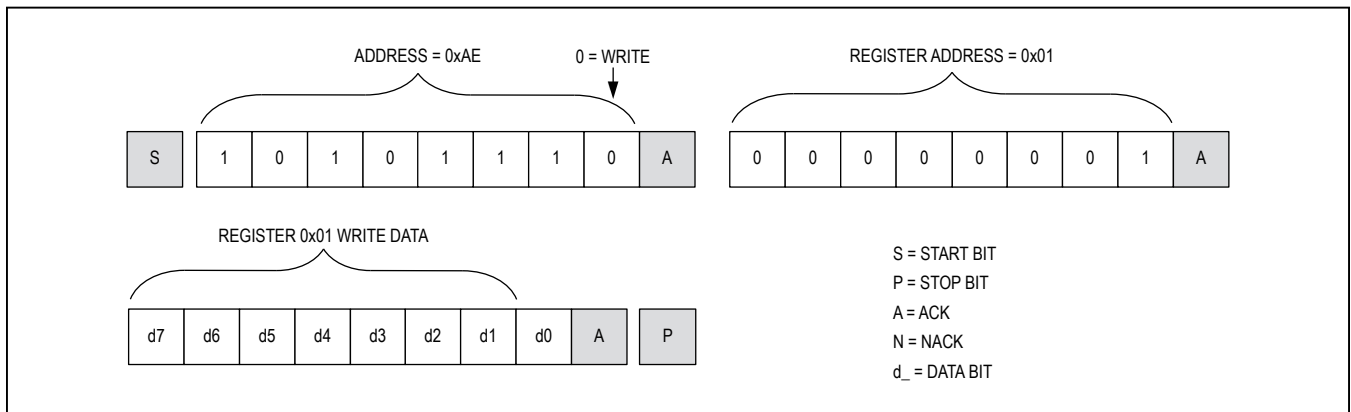 ADDRESS = 0xAE 0 = WRITE REGISTER ADDRESS = 0x01
S 1 0 1 0 1 1 1 0 A 0 0 0 0 0 0 0 1 A
REGISTER 0x01 WRITE DATA
d7 d6 d5 d4 d3 d2 d1 d0 A P
S = START BIT
P = STOP BIT
A = ACK
N = NACK
d_ = DATA BIT